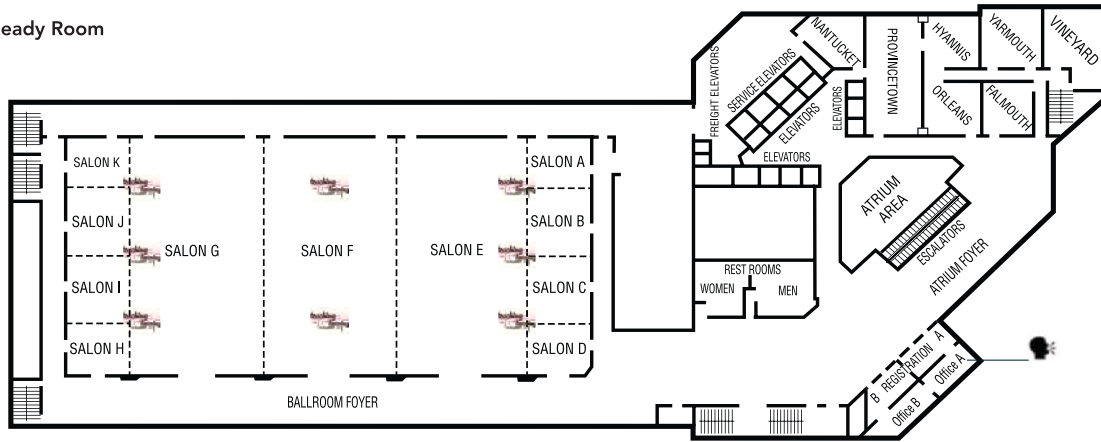 eady Room
NANTUCKET
PROVINCETOWN
HYANNIS
YARMOUTH
VINEYARD
FREIGHT ELEVATORS
SERVICE ELEVATORS
ELEVATORS
ELEVATORS
ELEVATORS
ORLEANS
FALMOUTH
SALON K
SALON J
SALON I
SALON H
SALON G
SALON F
SALON E
SALON A
SALON B
SALON C
SALON D
ATRIUM
AREA
ESCALATORS
ATRIUM FOYER
REST ROOMS
WOMEN
MEN
B REGISTRATION A
Office A
Office B
BALLROOM FOYER